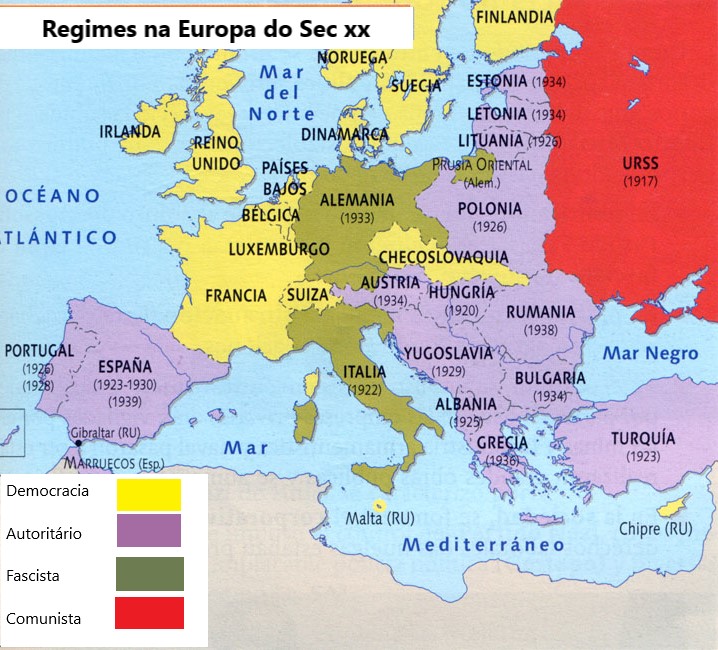 Regimes na Europa do Sec xx
FINLANDIA
NORUEGA
SUECIA
Mar
del
Norte
ESTONIA (1934)
LETONIA (1934)
LITUANIA (1926)
DINAMARCA
IRLANDA
REINO
UNIDO
PAÍSES
BAJOS
PRUSIA ORIENTAL
(Alem.)
URSS
(1917)
OCÉANO
ATLÁNTICO
ALEMANIA
(1933)
POLONIA
(1926)
BÉLGICA
LUXEMBURGO
CHECOSLOVAQUIA
FRANCIA
SUIZA
AUSTRIA
(1934)
HUNGRÍA
(1920)
RUMANIA
(1938)
PORTUGAL
(1926)
(1928)
ESPAÑA
(1923-1930)
(1939)
ITALIA
(1922)
YUGOSLAVIA
(1929)
Mar Negro
BULGARIA
(1934)
ALBANIA
(1925)
GRECIA
(1936)
TURQUÍA
(1923)
Gibraltar (RU)
MARRUECOS (Esp.)
Mar
Mediterráneo
Malta (RU)
Chipre (RU)
Democracia
Autoritário
Fascista
Comunista